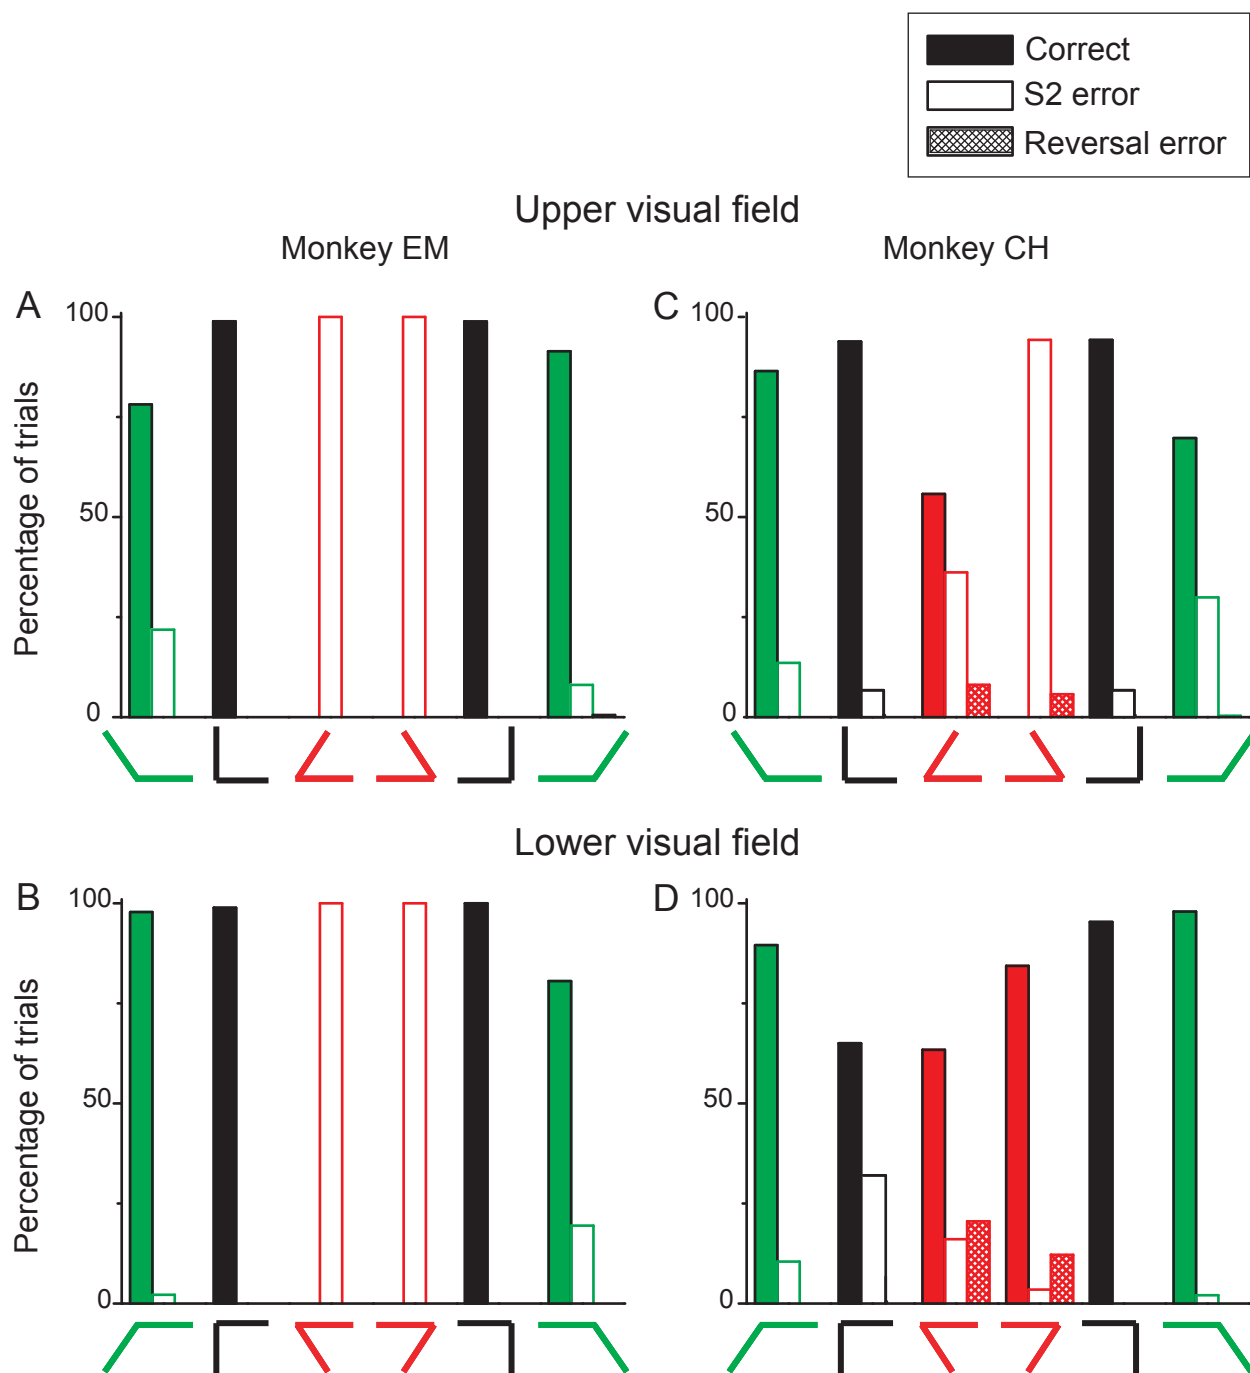 Correct
S2 error
Reversal error
Upper visual field
Monkey EM
Monkey CH
A
100
50
0
Percentage of trials
C
100
50
0
Lower visual field
B
100
50
0
Percentage of trials
D
100
50
0